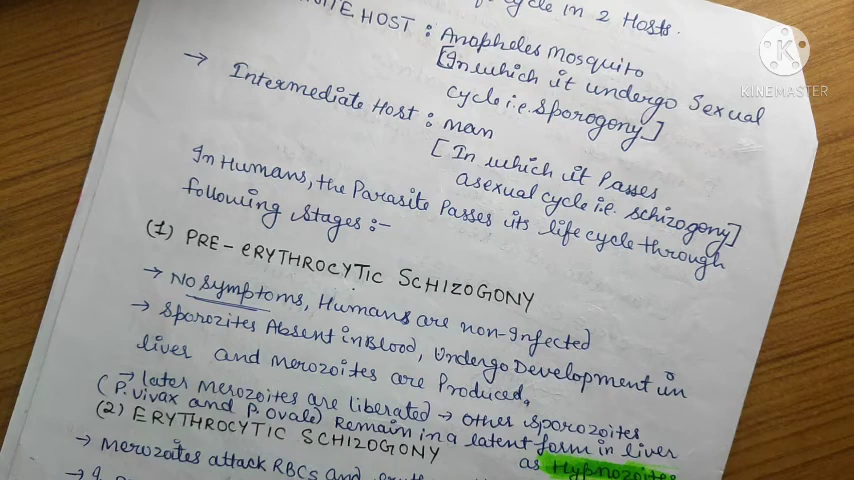 cycle in 2 Hosts.
HOST : Anopheles Mosquito
[In which it undergo Sexual
cycle i.e. Sporogony]
→ Intermediate Host : man
[In which it Passes
asexual cycle i.e. schizogony]
In Humans, the Parasite Passes its life cycle through
following stages :-
(1) PRE-eRYTHROCYTIC SCHIZOGONY
→ No symptoms, Humans are non-Infected
→ Sporozites Absent in Blood, Undergo Development in
liver and merozoites are Produced.
→ later merozoites are liberated → other sporozoites
(P. vivax and P. Ovale) Remain in a latent form in liver
as Hypnozoites
(2) ERYTHROCYTIC SCHIZOGONY
→ Merozoites attack RBCs and
KINEMASTER